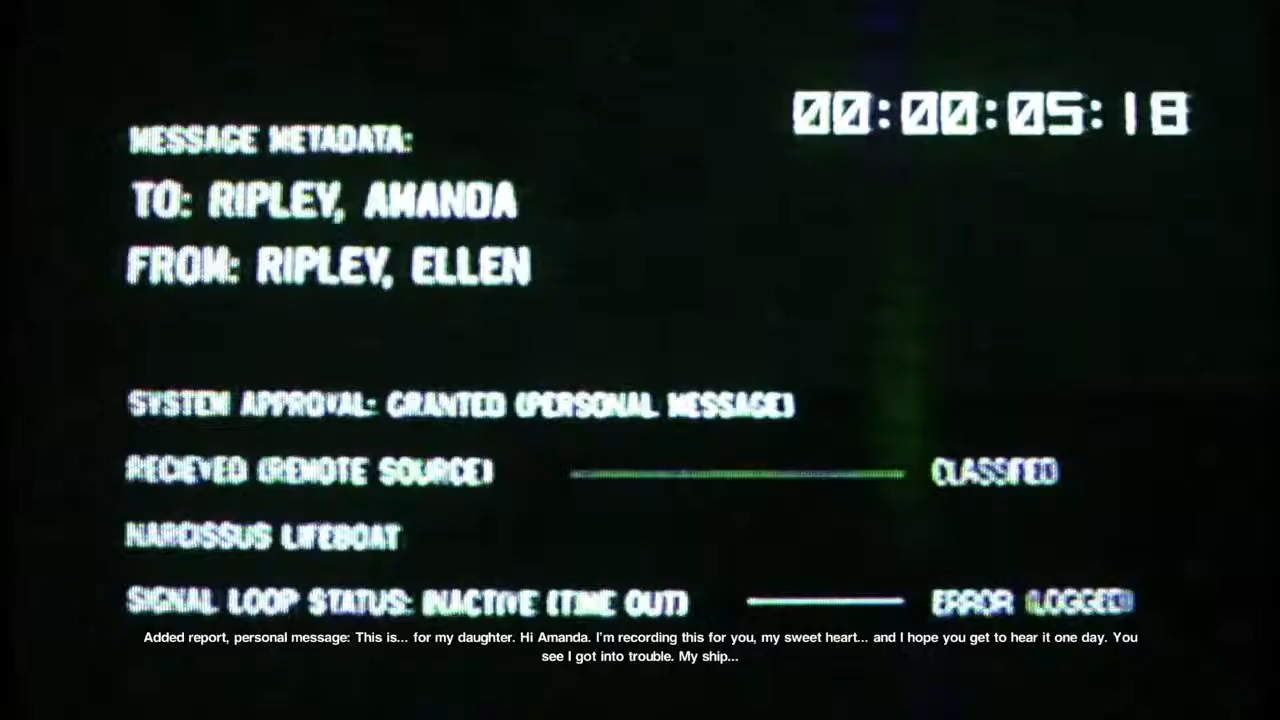 00:00:05:18
MESSAGE METADATA:
TO: RIPLEY, AMANDA
FROM: RIPLEY, ELLEN
SYSTEM APPROVAL: GRANTED (PERSONAL MESSAGE)
RECIEVED (REMOTE SOURCE) CLASSIFIED
NARCISSUS LIFEBOAT
SIGNAL LOOP STATUS: INACTIVE (TIME OUT) ERROR (LOGGED)
Added report, personal message: This is... for my daughter. Hi Amanda. I'm recording this for you, my sweet heart... and I hope you get to hear it one day. You
see I got into trouble. My ship...